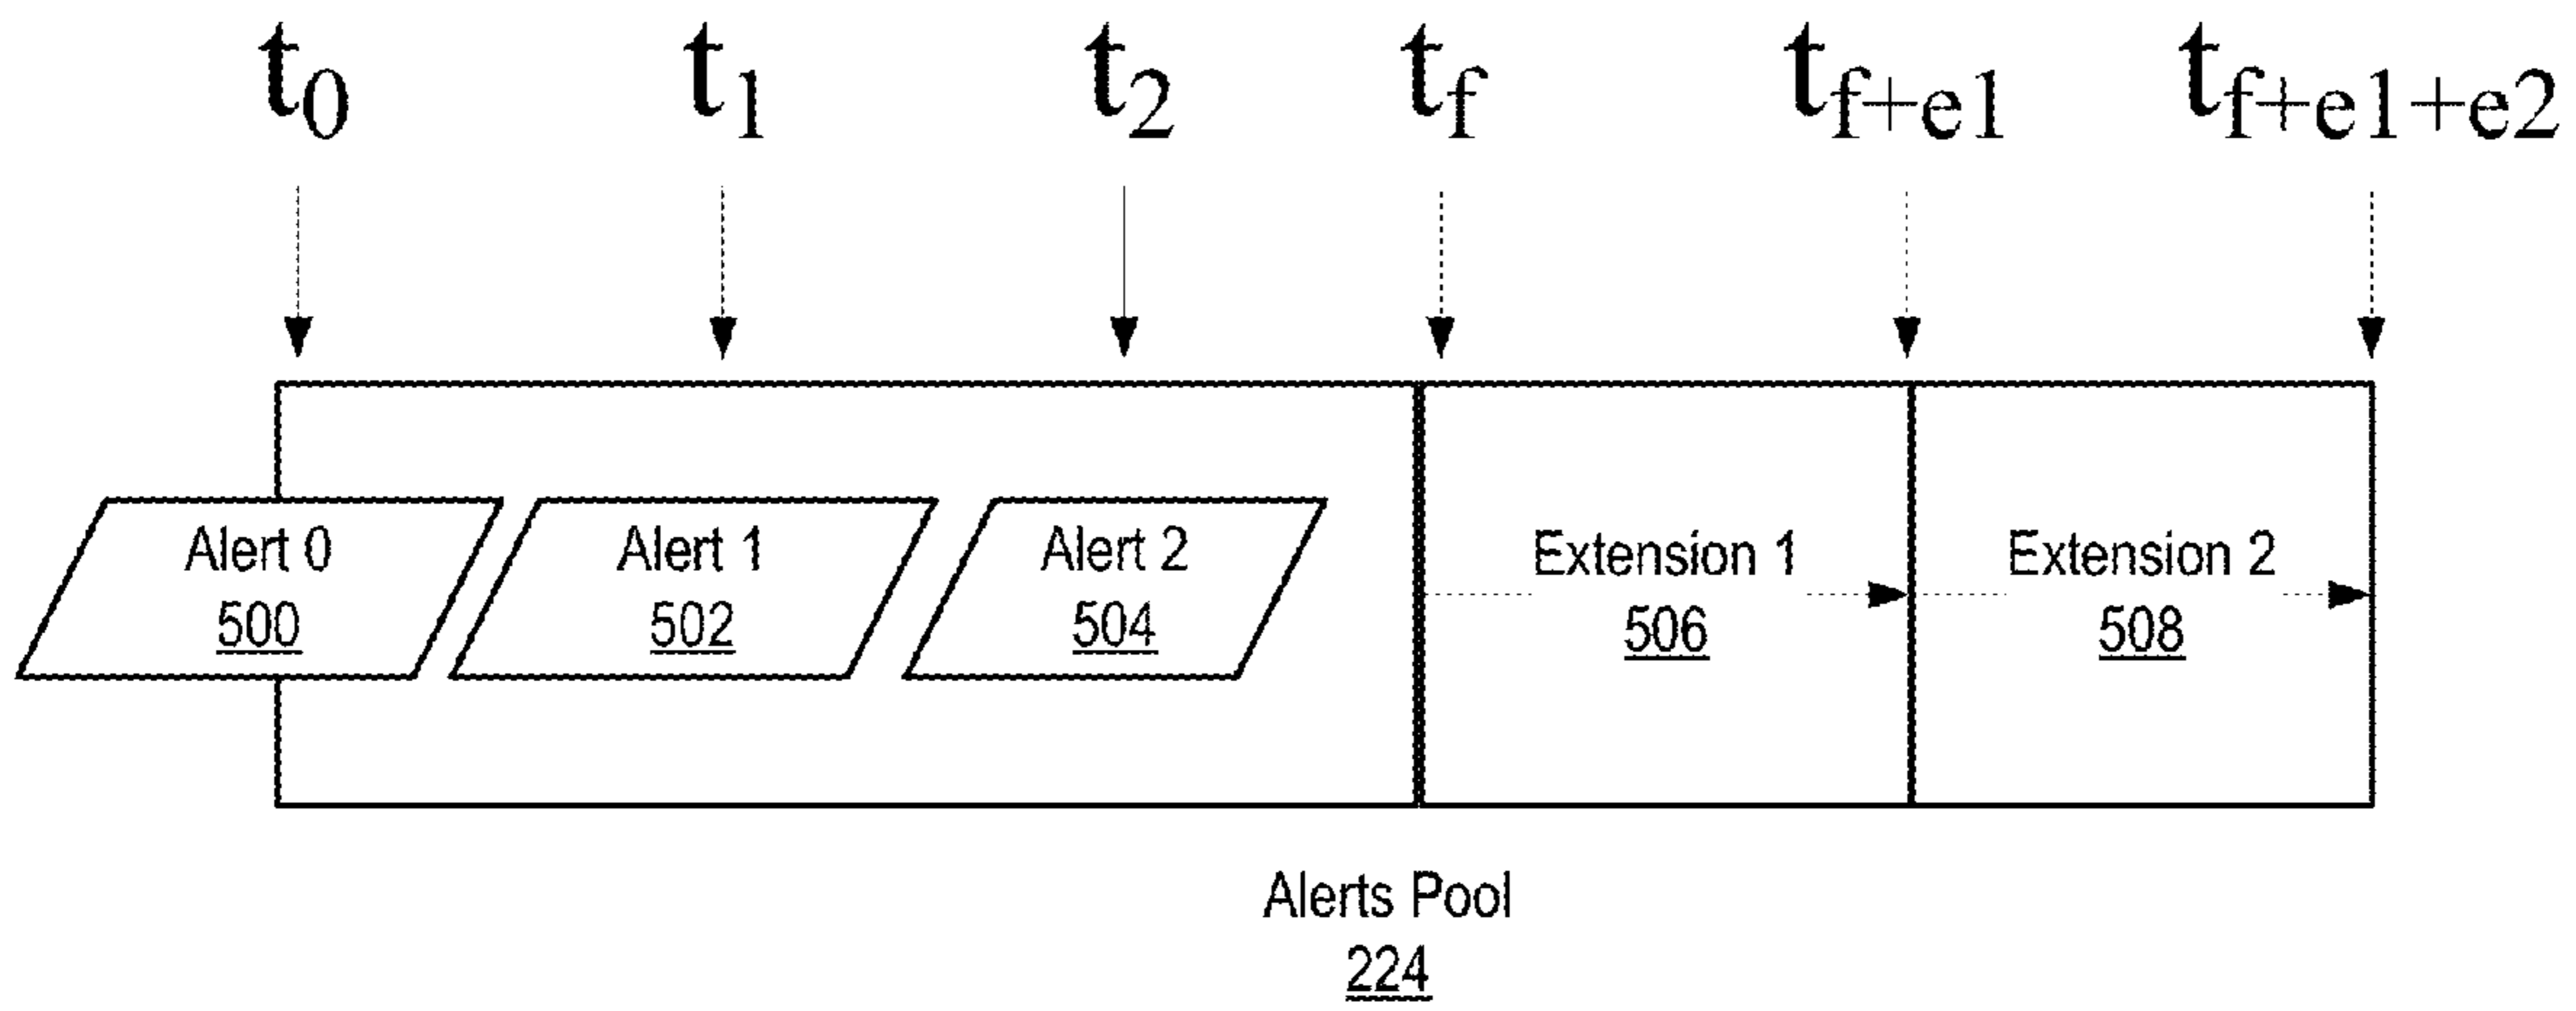 t0 t1 t2 tf tf+e1 tf+e1+e2
Alert 0 Alert 1 Alert 2 Extension 1 Extension 2
500 502 504 506 508
Alerts Pool
224